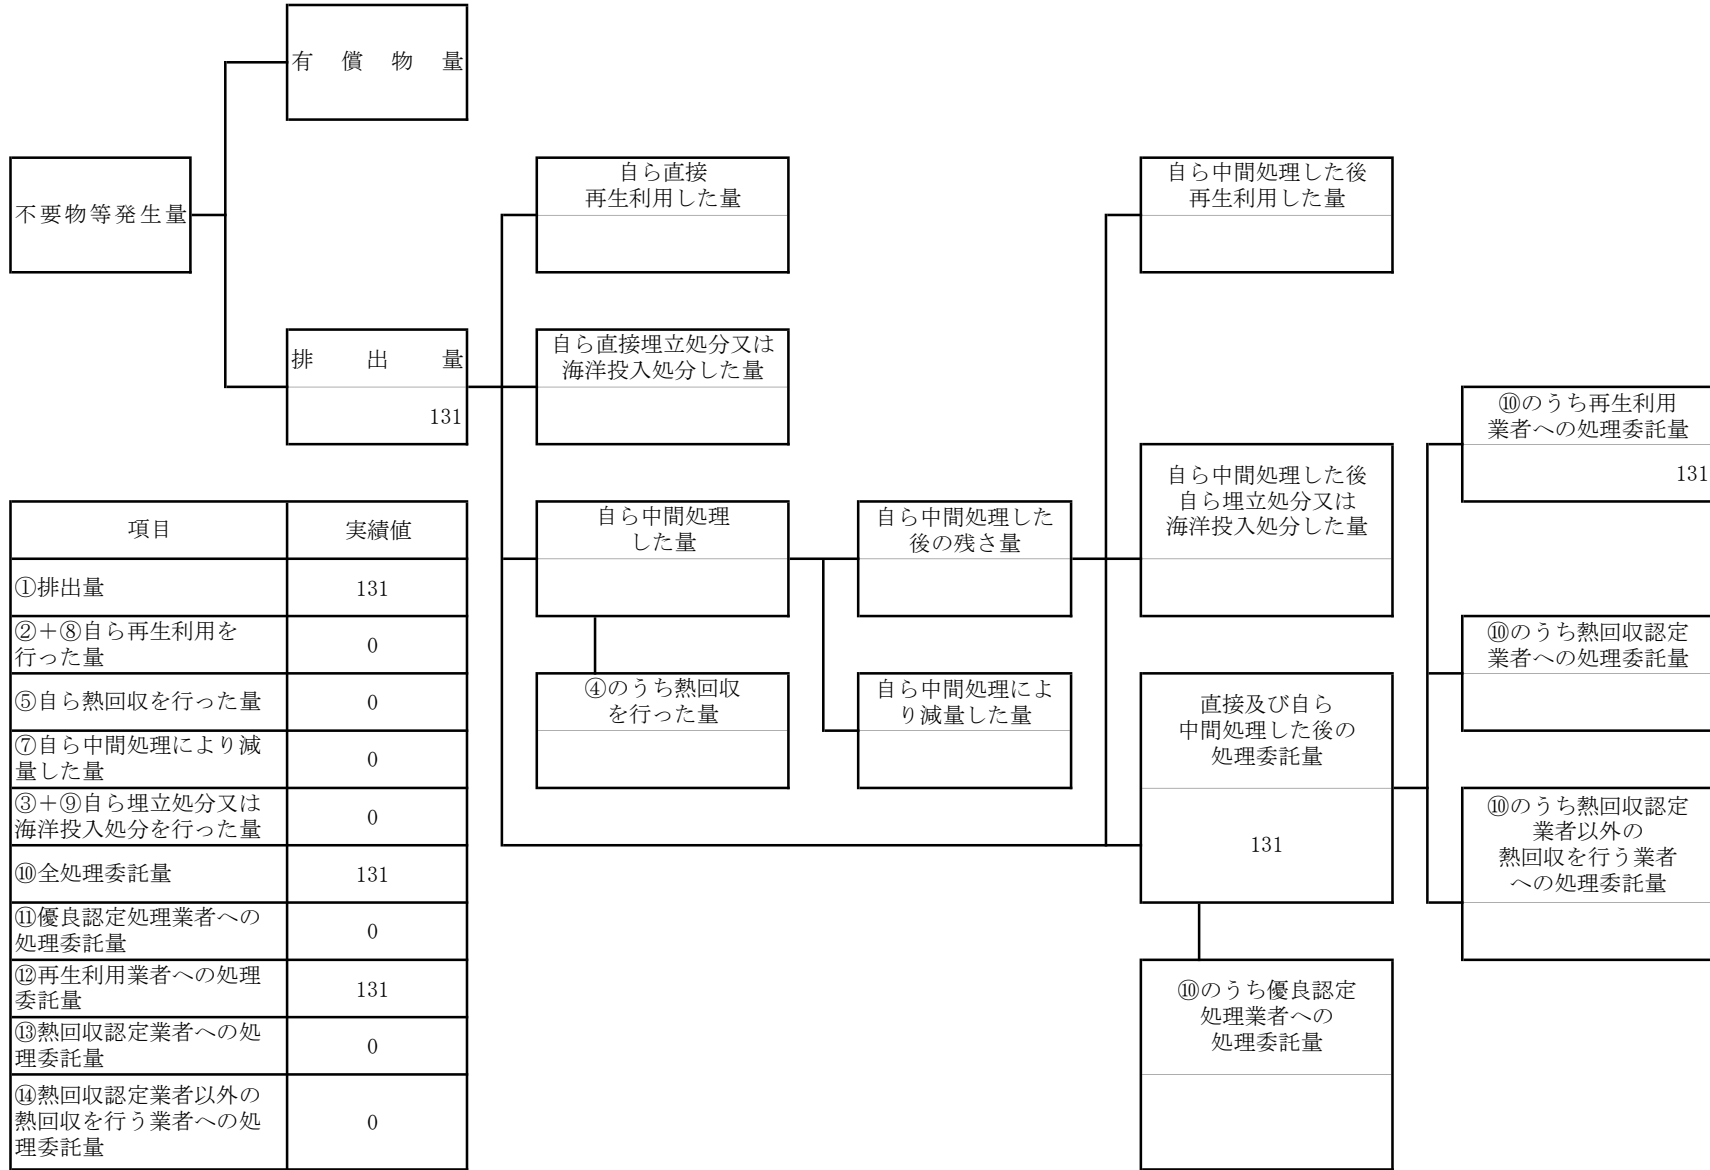 有償物量
不要物等発生量
自ら直接
再生利用した量
自ら中間処理した後
再生利用した量
排出量
131
自ら直接埋立処分又は
海洋投入処分した量
⑩のうち再生利用
業者への処理委託量
131
自ら中間処理
した量
自ら中間処理した
後の残さ量
自ら中間処理した後
自ら埋立処分又は
海洋投入処分した量
④のうち熱回収
を行った量
自ら中間処理によ
り減量した量
直接及び自ら
中間処理した後の
処理委託量
131
⑩のうち熱回収認定
業者への処理委託量
⑩のうち熱回収認定
業者以外の
熱回収を行う業者
への処理委託量
⑩のうち優良認定
処理業者への
処理委託量
項目 実績値
①排出量 131
②＋⑧自ら再生利用を
行った量 0
⑤自ら熱回収を行った量 0
⑦自ら中間処理により減
量した量 0
③＋⑨自ら埋立処分又は
海洋投入処分を行った量 0
⑩全処理委託量 131
⑪優良認定処理業者への
処理委託量 0
⑫再生利用業者への処理
委託量 131
⑬熱回収認定業者への処
理委託量 0
⑭熱回収認定業者以外の
熱回収を行う業者への処
理委託量 0